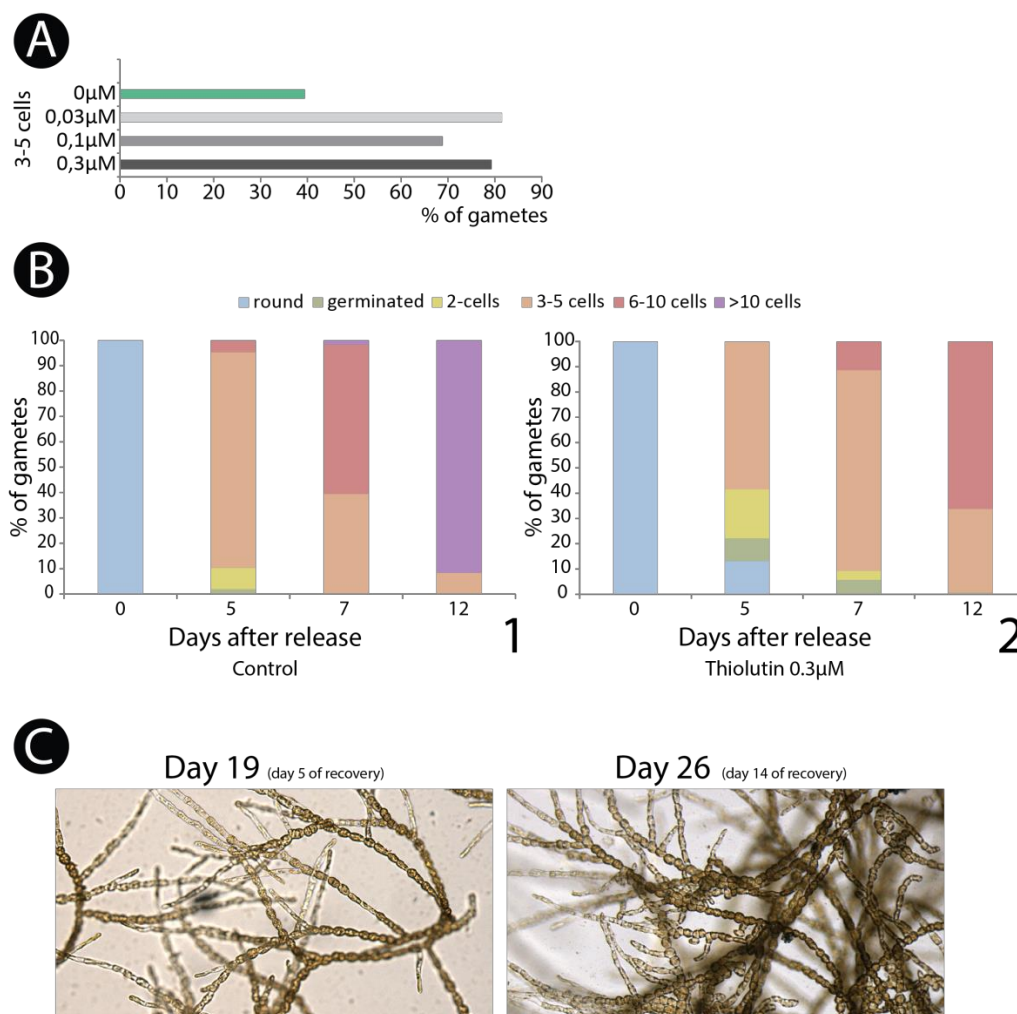 A
3-5 cells
0µM
0,03µM
0,1µM
0,3µM
0 10 20 30 40 50 60 70 80 90
% of gametes
B
round germinated 2-cells 3-5 cells 6-10 cells >10 cells
% of gametes
100
90
80
70
60
50
40
30
20
10
0
0 5 7 12
Days after release
Control
1
% of gametes
100
90
80
70
60
50
40
30
20
10
0
0 5 7 12
Days after release
Thiolutin 0.3µM
2
C
Day 19 (day 5 of recovery)
Day 26 (day 14 of recovery)